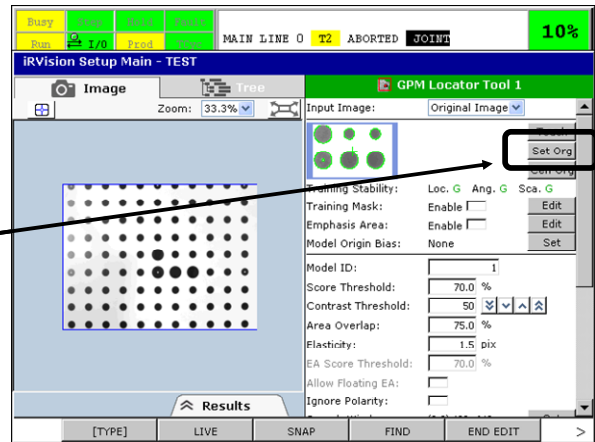 Busy Step Hold Fault
Run I/O Prod TCyc
MAIN LINE 0 T2 ABORTED JOINT
10%
iRVision Setup Main - TEST
Image Tree
GPM Locator Tool 1
Zoom: 33.3%
Input Image: Original Image
Set Org
Training Stability: Loc. G Ang. G Sca. G
Training Mask: Enable Edit
Emphasis Area: Enable Edit
Model Origin Bias: None Set
Model ID: 1
Score Threshold: 70.0 %
Contrast Threshold: 50
Area Overlap: 75.0 %
Elasticity: 1.5 pix
EA Score Threshold: 70.0 %
Allow Floating EA:
Ignore Polarity:
Results
[TYPE] LIVE SNAP FIND END EDIT >